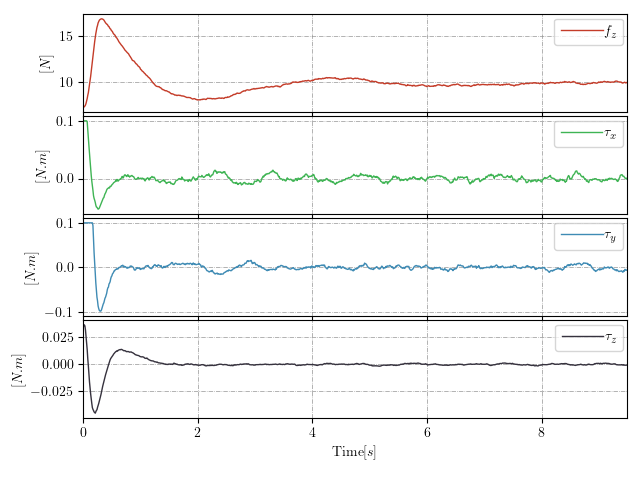 15
10
[N]
f_z
0.1
0.0
[N.m]
τ_x
0.1
0.0
−0.1
[N.m]
τ_y
0.025
0.000
−0.025
[N.m]
τ_z
0 2 4 6 8
Time[s]